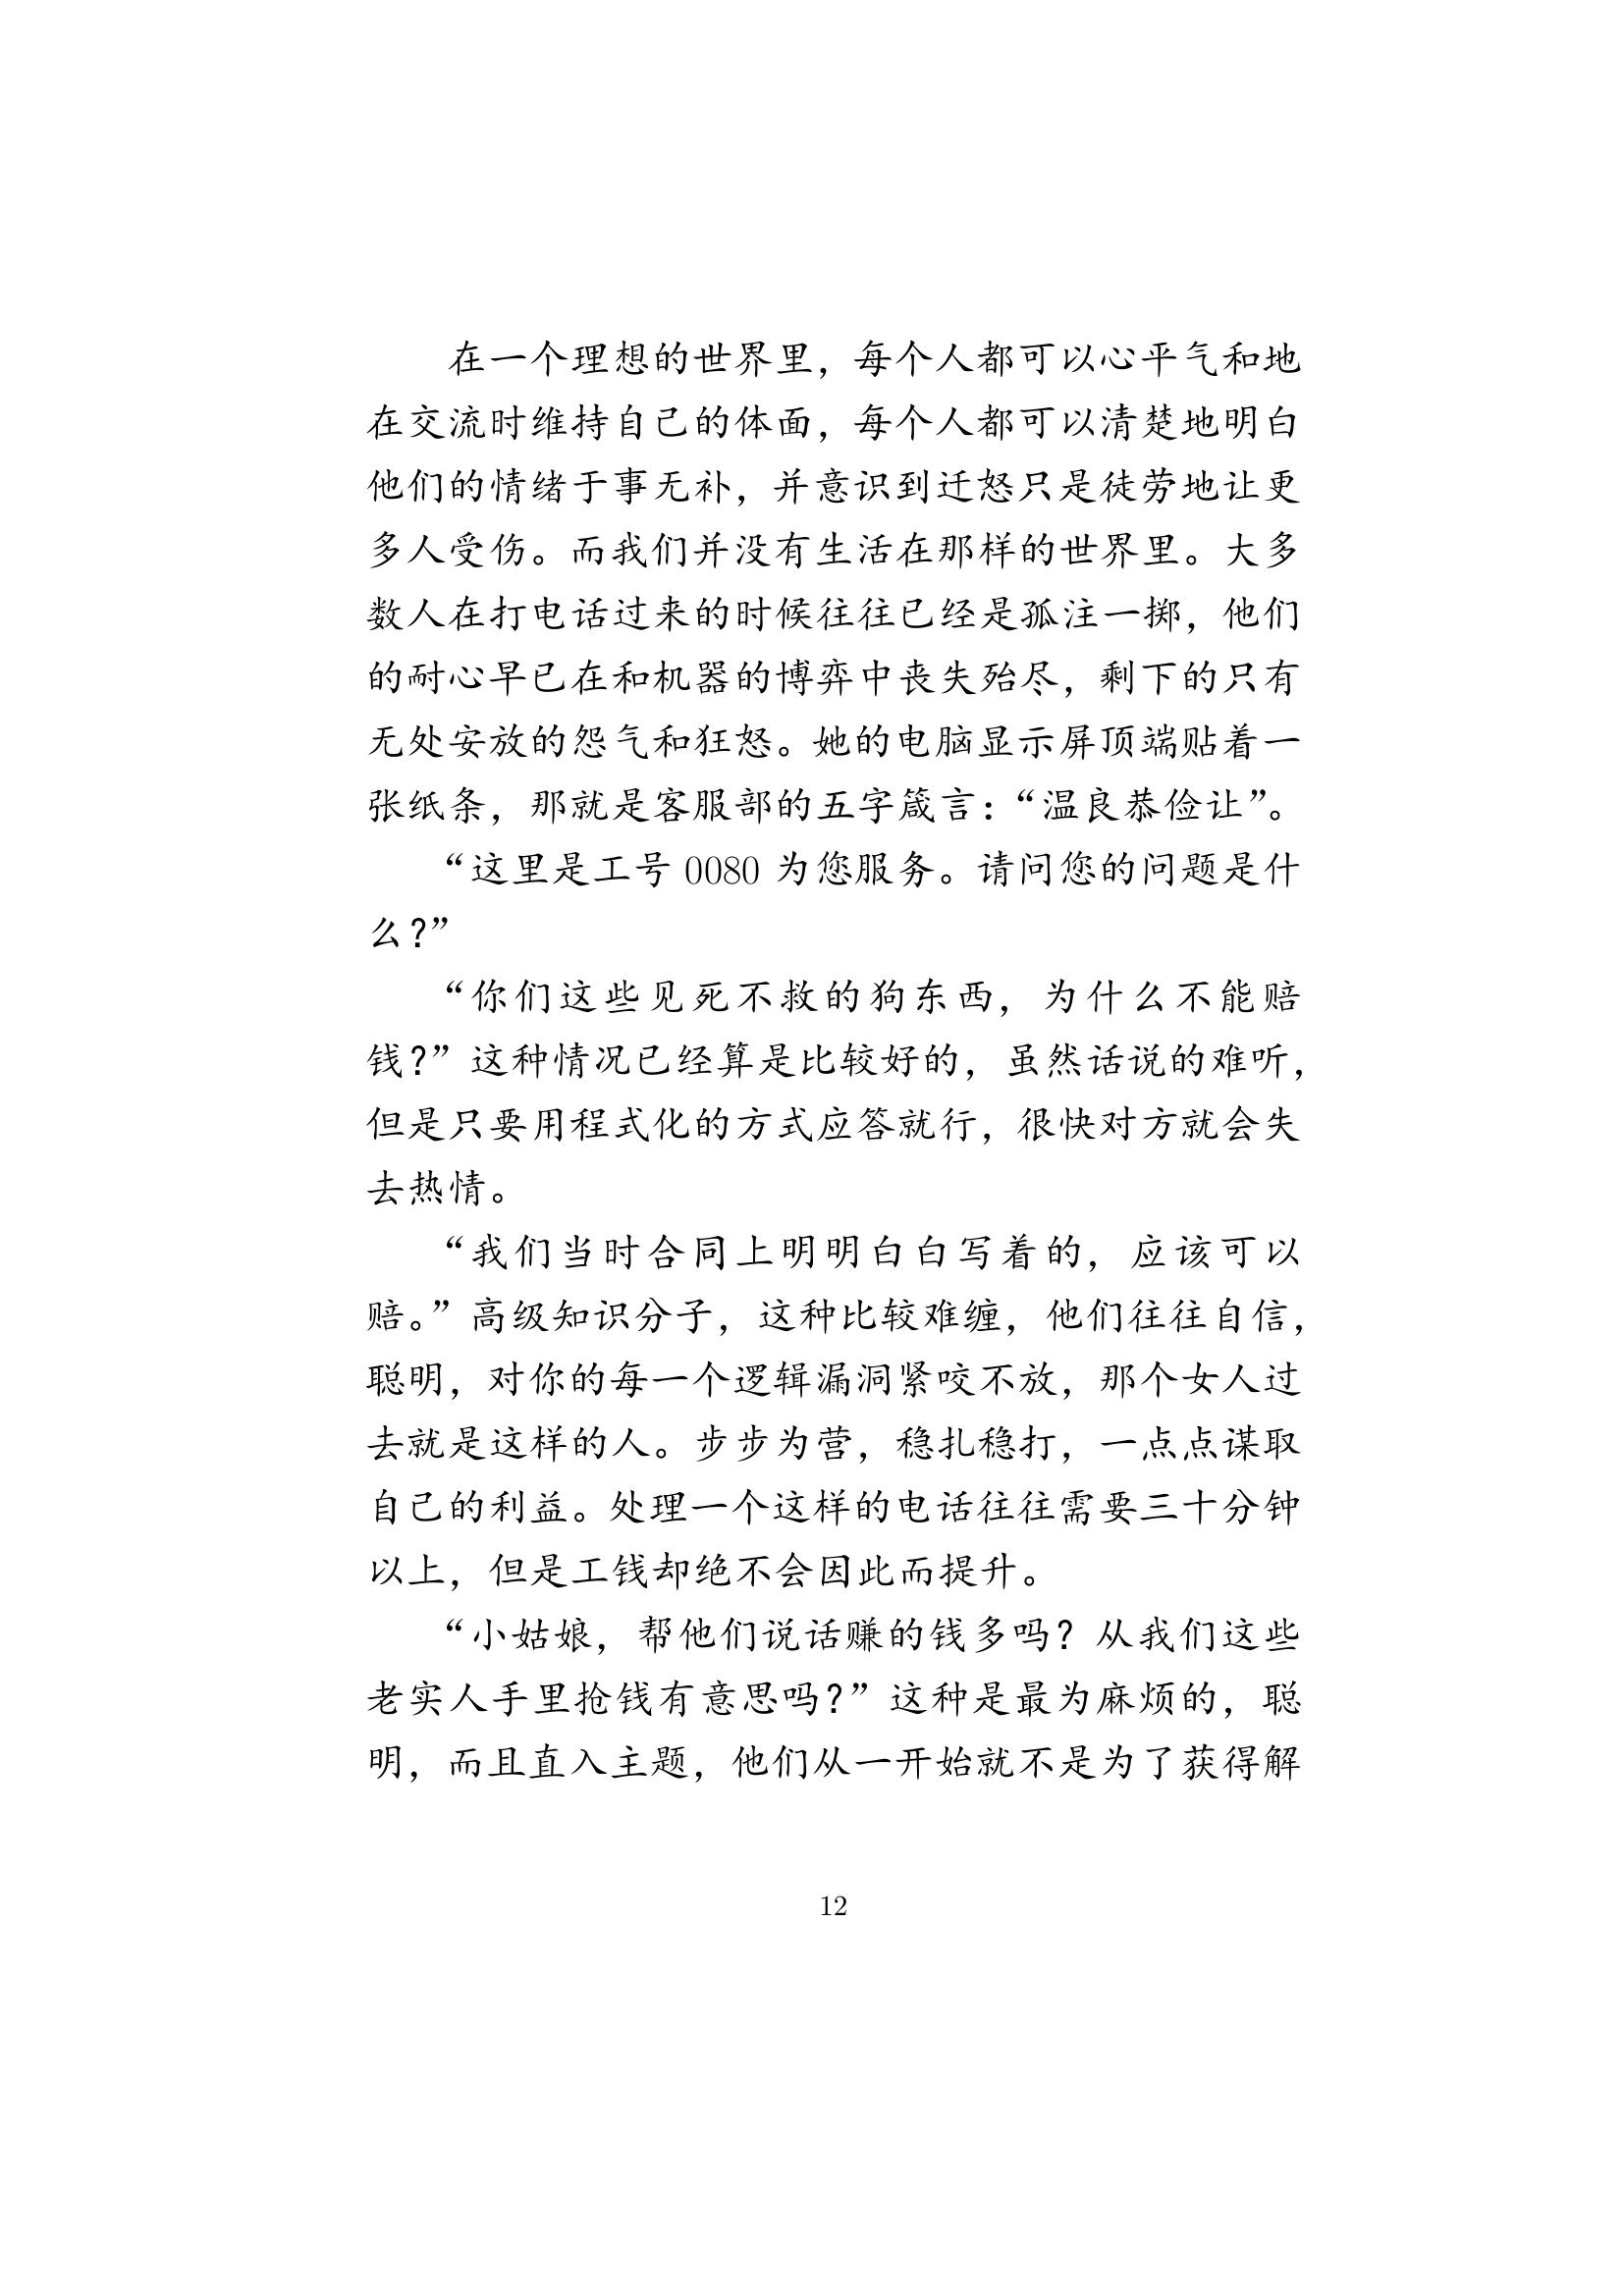 在一个理想的世界里，每个人都可以心平气和地
在交流时维持自己的体面，每个人都可以清楚地明白
他们的情绪于事无补，并意识到迁怒只是徒劳地让更
多人受伤。而我们并没有生活在那样的世界里。大多
数人在打电话过来的时候往往已经是孤注一掷，他们
的耐心早已在和机器的博弈中丧失殆尽，剩下的只有
无处安放的怨气和狂怒。她的电脑显示屏顶端贴着一
张纸条，那就是客服部的五字箴言：“温良恭俭让”。
“这里是工号 0080 为您服务。请问您的问题是什
么？”
“你们这些见死不救的狗东西，为什么不能赔
钱？”这种情况已经算是比较好的，虽然话说的难听，
但是只要用程式化的方式应答就行，很快对方就会失
去热情。
“我们当时合同上明明白白写着的，应该可以
赔。”高级知识分子，这种比较难缠，他们往往自信，
聪明，对你的每一个逻辑漏洞紧咬不放，那个女人过
去就是这样的人。步步为营，稳扎稳打，一点点谋取
自己的利益。处理一个这样的电话往往需要三十分钟
以上，但是工钱却绝不会因此而提升。
“小姑娘，帮他们说话赚的钱多吗？从我们这些
老实人手里抢钱有意思吗？”这种是最为麻烦的，聪
明，而且直入主题，他们从一开始就不是为了获得解
12